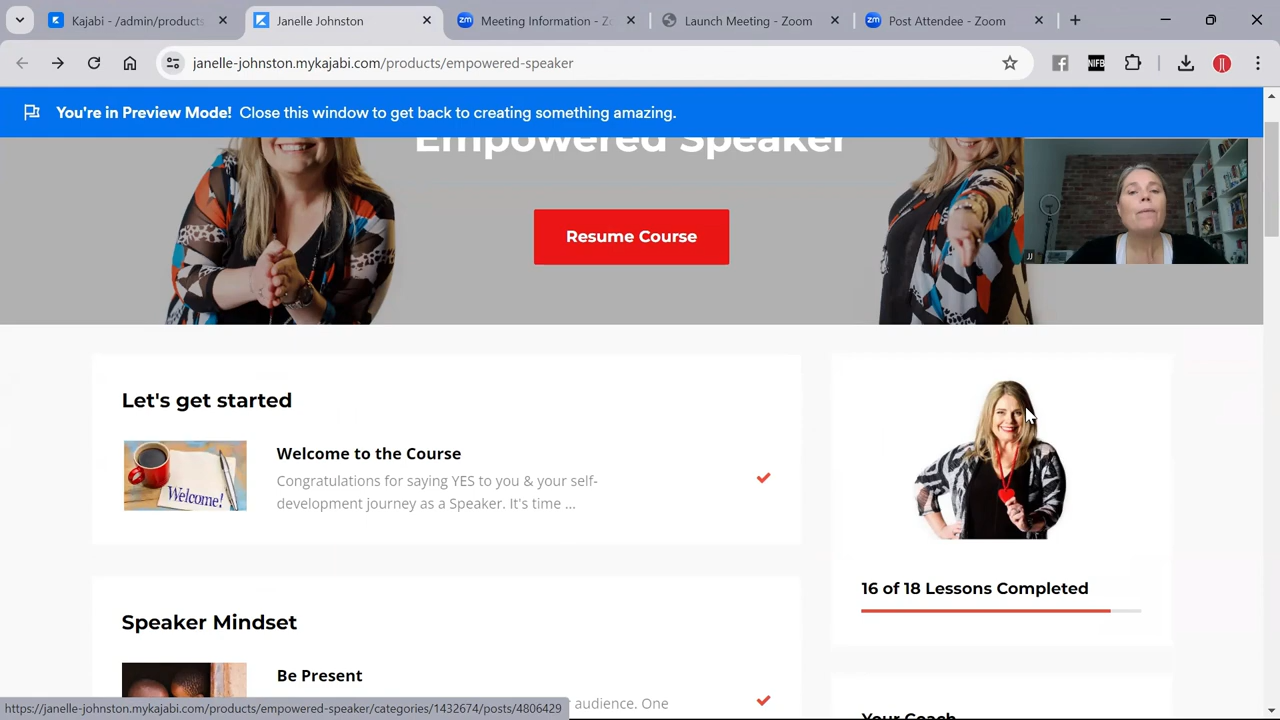 Kajabi - /admin/products
Janelle Johnston
Meeting Information - Z
Launch Meeting - Zoom
Post Attendee - Zoom
janelle-johnston.mykajabi.com/products/empowered-speaker
NIFB
You're in Preview Mode! Close this window to get back to creating something amazing.
Empowered Speaker
Resume Course
JJ
Let's get started
Welcome to the Course
Congratulations for saying YES to you & your self-
development journey as a Speaker. It's time ...
Welcome!
16 of 18 Lessons Completed
Speaker Mindset
Be Present
audience. One
Your Coach
https://janelle-johnston.mykajabi.com/products/empowered-speaker/categories/1432674/posts/4806429